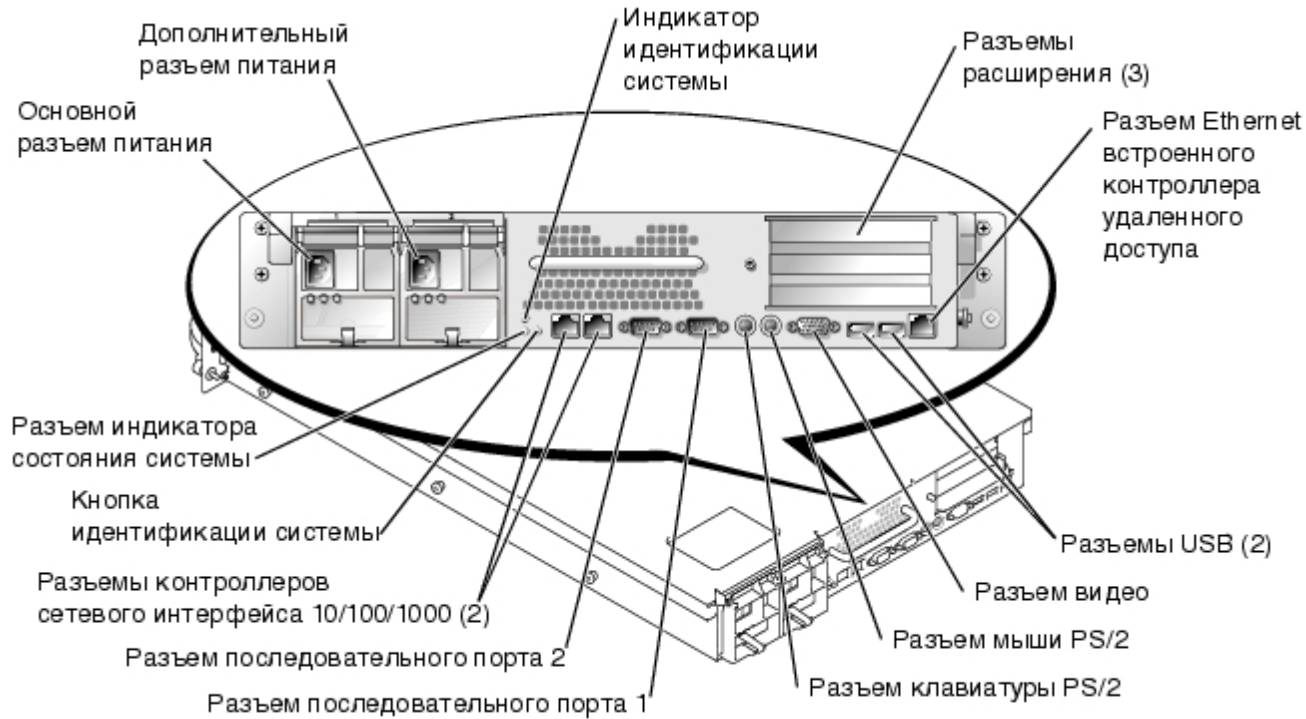 Индикатор
идентификации
системы
Дополнительный
разъем питания
Разъемы
расширения (3)
Основной
разъем питания
Разъем Ethernet
встроенного
контроллера
удаленного
доступа
Разъем индикатора
состояния системы
Кнопка
идентификации системы
Разъемы контроллеров
сетевого интерфейса 10/100/1000 (2)
Разъем последовательного порта 2
Разъем последовательного порта 1
Разъемы USB (2)
Разъем видео
Разъем мыши PS/2
Разъем клавиатуры PS/2